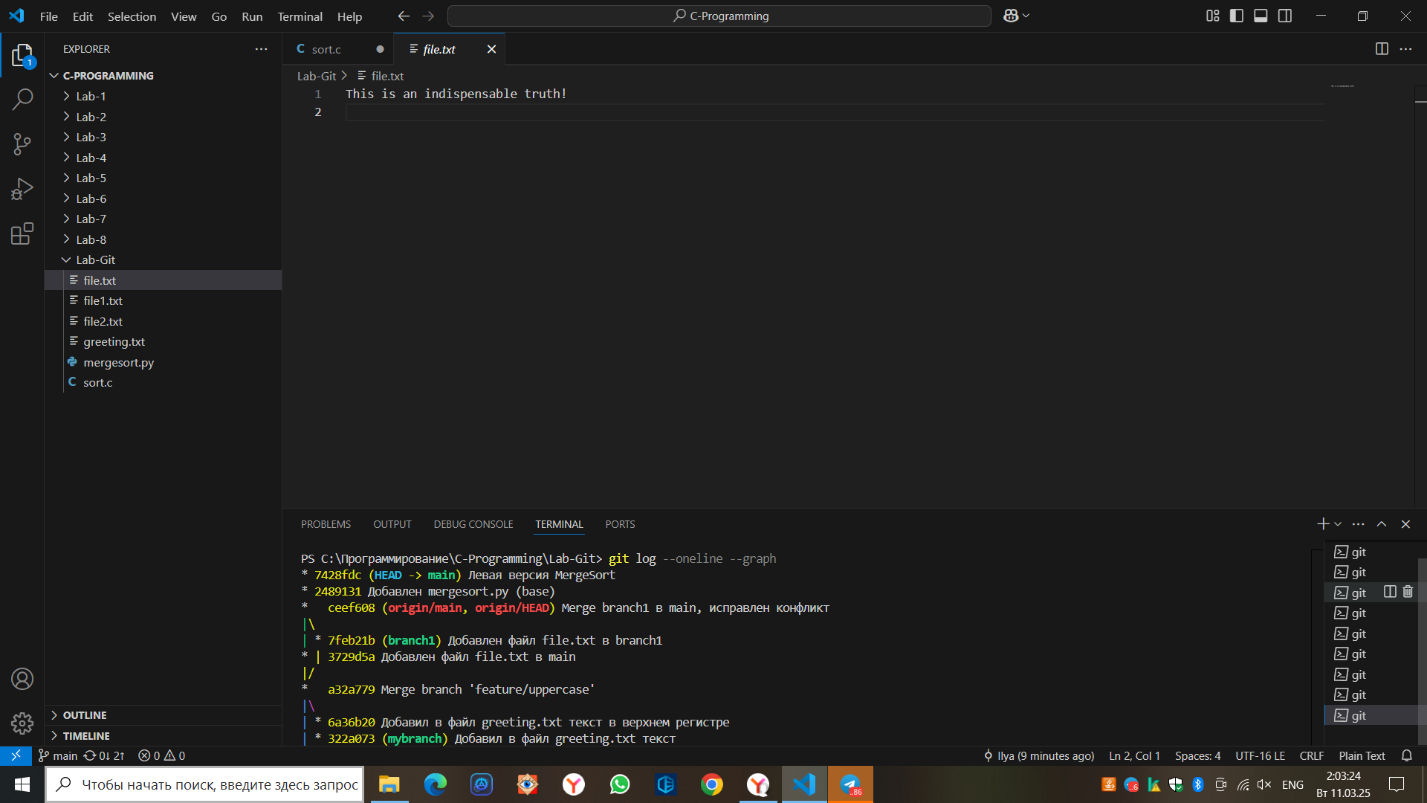 File Edit Selection View Go Run Terminal Help
C-Programming
EXPLORER
1
C-PROGRAMMING
Lab-1
Lab-2
Lab-3
Lab-4
Lab-5
Lab-6
Lab-7
Lab-8
Lab-Git
file.txt
file1.txt
file2.txt
greeting.txt
mergesort.py
C sort.c
OUTLINE
TIMELINE
C sort.c
file.txt
Lab-Git > file.txt
1 This is an indispensable truth!
2
PROBLEMS OUTPUT DEBUG CONSOLE TERMINAL PORTS
PS C:\Программирование\C-Programming\Lab-Git> git log --oneline --graph
* 7428fdc (HEAD -> main) Левая версия MergeSort
* 2489131 Добавлен mergesort.py (base)
*   ceef608 (origin/main, origin/HEAD) Merge branch1 в main, исправлен конфликт
|\
| * 7feb21b (branch1) Добавлен файл file.txt в branch1
* | 3729d5a Добавлен файл file.txt в main
|/
*   a32a779 Merge branch 'feature/uppercase'
|\
| * 6a36b20 Добавил в файл greeting.txt текст в верхнем регистре
| * 322a073 (mybranch) Добавил в файл greeting.txt текст
git
git
git
git
git
git
git
git
git
main 0↓ 2↑ 0 0
Ilya (9 minutes ago) Ln 2, Col 1 Spaces: 4 UTF-16 LE CRLF Plain Text
Чтобы начать поиск, введите здесь запрос
86
ENG
2:03:24
Вт 11.03.25